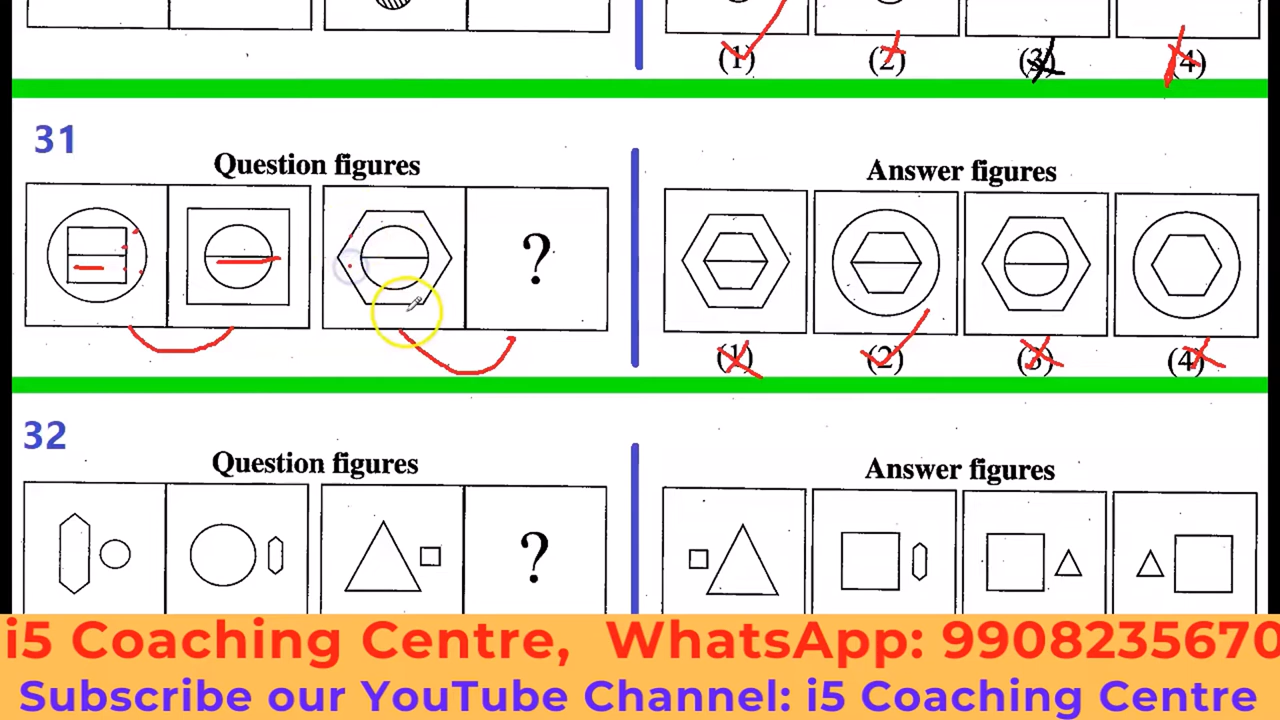 (1) (2) (3) (4)
31
Question figures
Answer figures
?
(1) (2) (3) (4)
32
Question figures
Answer figures
?
i5 Coaching Centre, WhatsApp: 9908235670
Subscribe our YouTube Channel: i5 Coaching Centre